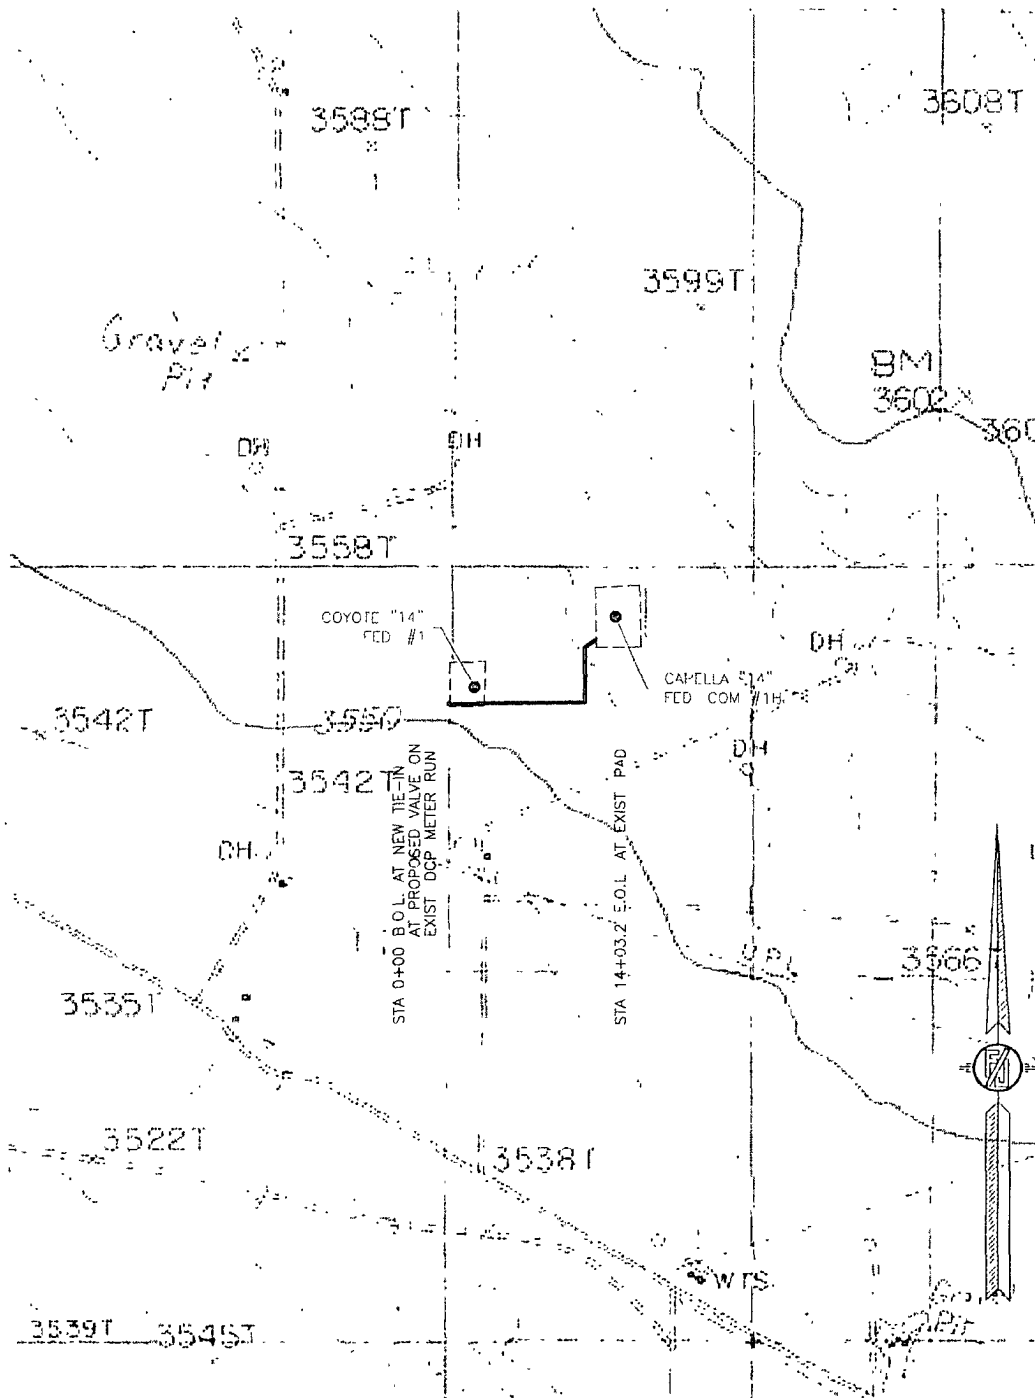 3588T
3608T
3599T
Gravel
Pit
BM
3602
360
DH
DH
3558T
COYOTE "14"
FED #1
DH
CAPELLA "14"
FED COM #1H
3542T
3550
DH
3542T
STA 0+00 B.O.L. AT NEW TIE-IN
AT PROPOSED VALVE ON
EXIST DCP METER RUN
STA 14+03.2 E.O.L AT EXIST PAD
DH
3566
3535T
3522T
3538T
WTS
Pit
3539T
3545T